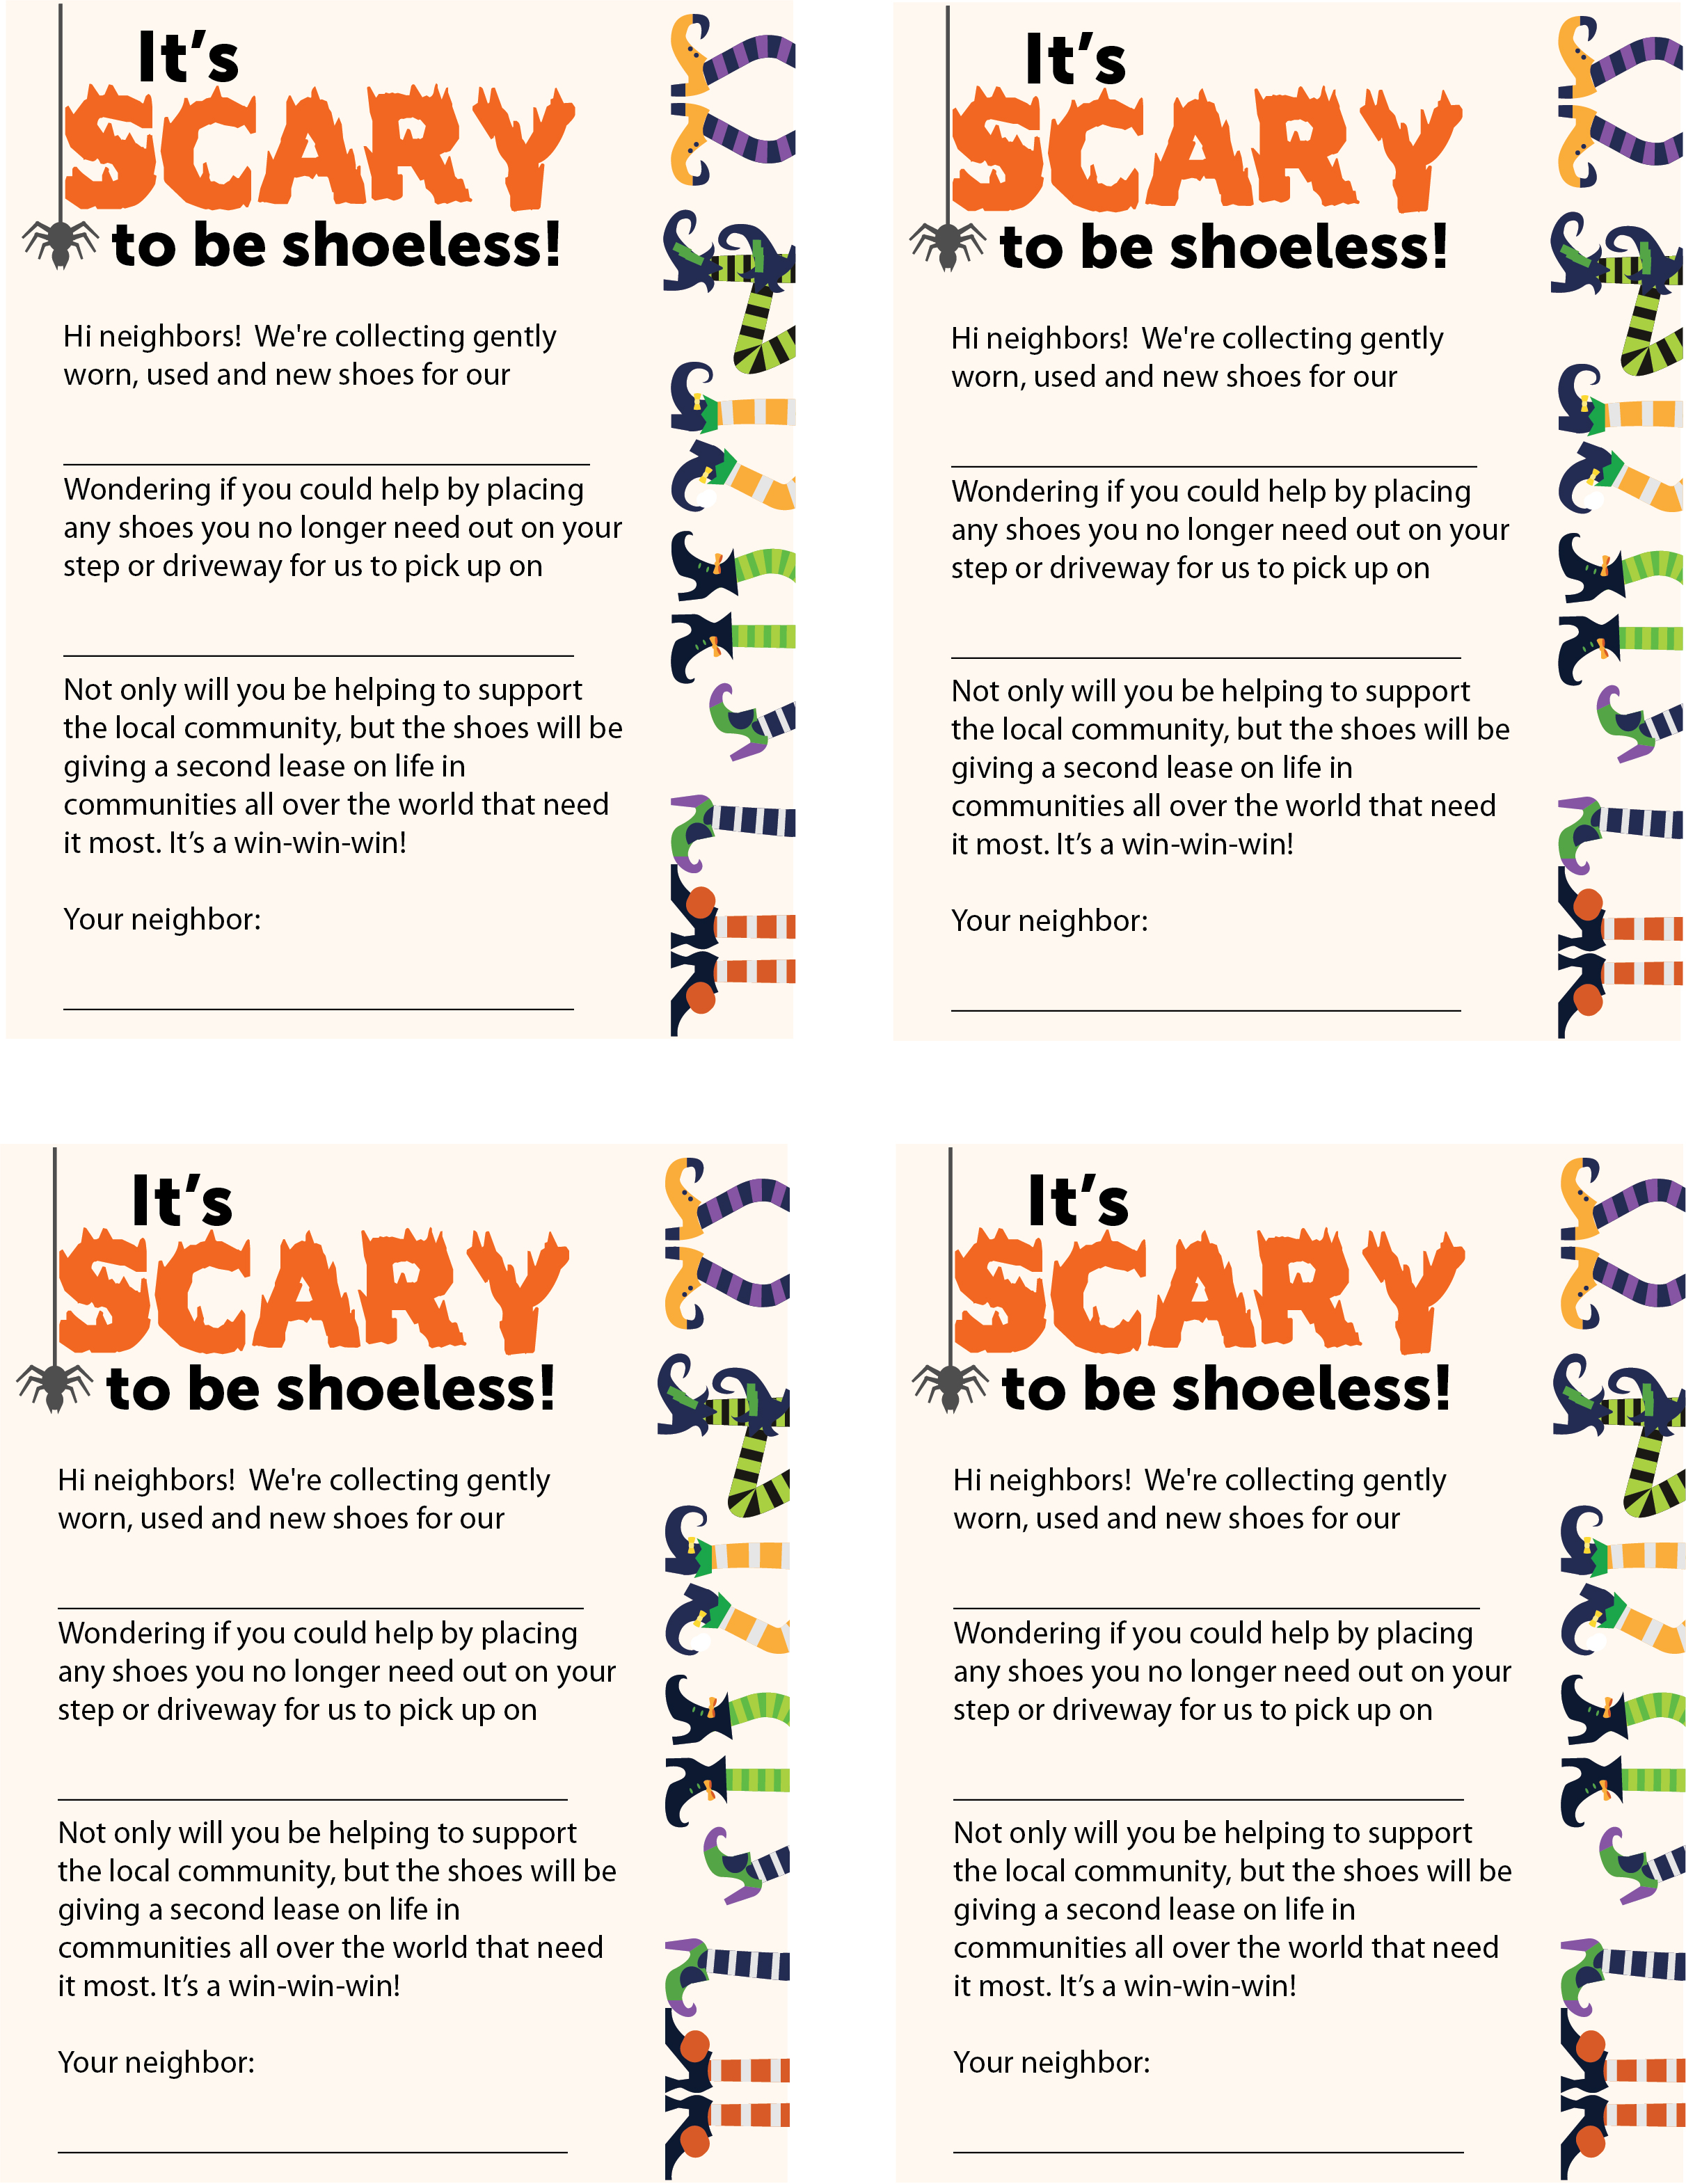 It’s
SCARY
to be shoeless!
Hi neighbors!  We're collecting gently
worn, used and new shoes for our
Wondering if you could help by placing
any shoes you no longer need out on your
step or driveway for us to pick up on
Not only will you be helping to support
the local community, but the shoes will be
giving a second lease on life in
communities all over the world that need
it most. It’s a win-win-win!
Your neighbor:
It’s
SCARY
to be shoeless!
Hi neighbors!  We're collecting gently
worn, used and new shoes for our
Wondering if you could help by placing
any shoes you no longer need out on your
step or driveway for us to pick up on
Not only will you be helping to support
the local community, but the shoes will be
giving a second lease on life in
communities all over the world that need
it most. It’s a win-win-win!
Your neighbor:
It’s
SCARY
to be shoeless!
Hi neighbors!  We're collecting gently
worn, used and new shoes for our
Wondering if you could help by placing
any shoes you no longer need out on your
step or driveway for us to pick up on
Not only will you be helping to support
the local community, but the shoes will be
giving a second lease on life in
communities all over the world that need
it most. It’s a win-win-win!
Your neighbor:
It’s
SCARY
to be shoeless!
Hi neighbors!  We're collecting gently
worn, used and new shoes for our
Wondering if you could help by placing
any shoes you no longer need out on your
step or driveway for us to pick up on
Not only will you be helping to support
the local community, but the shoes will be
giving a second lease on life in
communities all over the world that need
it most. It’s a win-win-win!
Your neighbor: